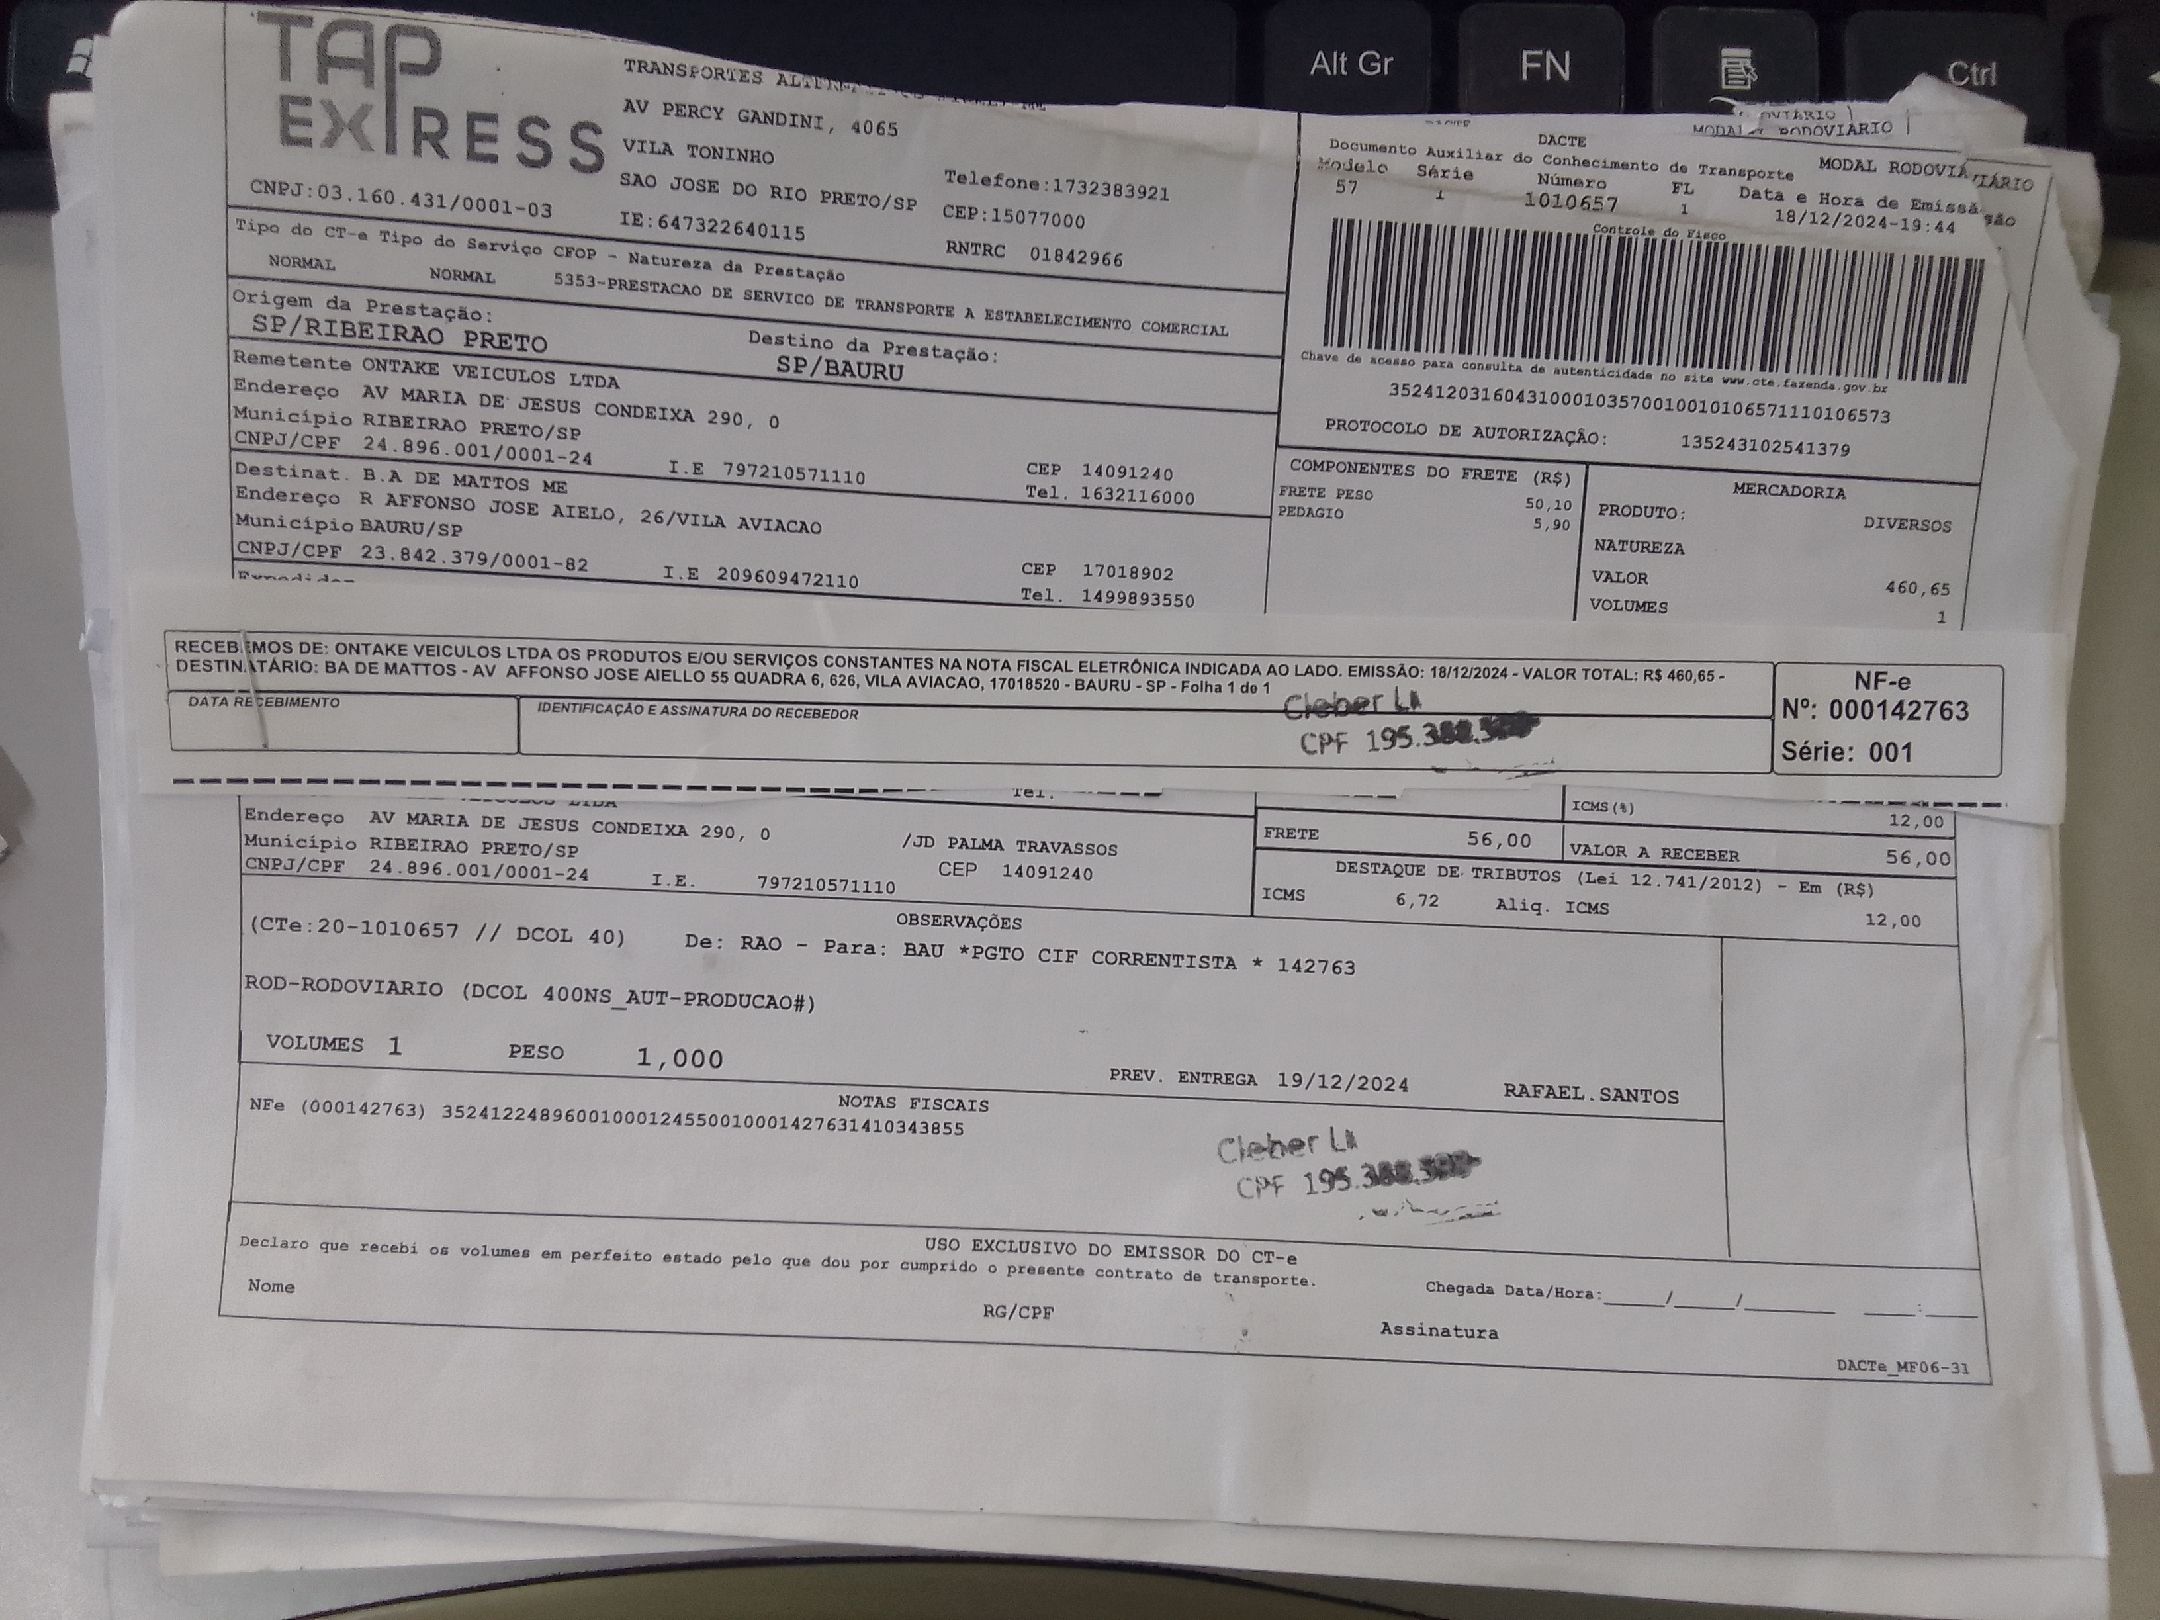 TAP
EXPRESS
CNPJ:03.160.431/0001-03
TRANSPORTES
AV PERCY GANDINI, 4065
VILA TONINHO
SAO JOSE DO RIO PRETO/SP
IE:647322640115
Telefone:1732383921
CEP:15077000
RNTRC 01842966
DACTE
Documento Auxiliar do Conhecimento de Transporte
MODAL RODOVIARIO
MODAL RODOVIÁ
Modelo Série Número FL Data e Hora de Emissã
57 1 1010657 1 18/12/2024-19:44
Controle do Fisco
Chave de acesso para consulta de autenticidade no site www.cte.fazenda.gov.br
35241203160431000103570010010106571110106573
PROTOCOLO DE AUTORIZAÇÃO: 135243102541379
Tipo do CT-e Tipo do Serviço CFOP - Natureza da Prestação
NORMAL NORMAL 5353-PRESTACAO DE SERVICO DE TRANSPORTE A ESTABELECIMENTO COMERCIAL
Origem da Prestação:
SP/RIBEIRAO PRETO
Destino da Prestação:
SP/BAURU
Remetente ONTAKE VEICULOS LTDA
Endereço AV MARIA DE JESUS CONDEIXA 290, 0
Município RIBEIRAO PRETO/SP
CNPJ/CPF 24.896.001/0001-24 I.E 797210571110
CEP 14091240
Tel. 1632116000
Destinat. B.A DE MATTOS ME
Endereço R AFFONSO JOSE AIELO, 26/VILA AVIACAO
Município BAURU/SP
CNPJ/CPF 23.842.379/0001-82 I.E 209609472110
CEP 17018902
Tel. 1499893550
COMPONENTES DO FRETE (R$)
FRETE PESO 50,10
PEDAGIO 5,90
MERCADORIA
PRODUTO: DIVERSOS
NATUREZA
VALOR 460,65
VOLUMES 1
RECEBEMOS DE: ONTAKE VEICULOS LTDA OS PRODUTOS E/OU SERVIÇOS CONSTANTES NA NOTA FISCAL ELETRÔNICA INDICADA AO LADO. EMISSÃO: 18/12/2024 - VALOR TOTAL: R$ 460,65 -
DESTINATÁRIO: BA DE MATTOS - AV AFFONSO JOSE AIELLO 55 QUADRA 6, 626, VILA AVIACAO, 17018520 - BAURU - SP - Folha 1 de 1
DATA RECEBIMENTO
IDENTIFICAÇÃO E ASSINATURA DO RECEBEDOR
Cleber
CPF 195.
NF-e
Nº: 000142763
Série: 001
Tel.
Endereço AV MARIA DE JESUS CONDEIXA 290, 0 /JD PALMA TRAVASSOS
Município RIBEIRAO PRETO/SP CEP 14091240
CNPJ/CPF 24.896.001/0001-24 I.E. 797210571110
ICMS(%) 12,00
FRETE 56,00 VALOR A RECEBER 56,00
DESTAQUE DE TRIBUTOS (Lei 12.741/2012) - Em (R$)
ICMS 6,72 Aliq. ICMS 12,00
OBSERVAÇÕES
(CTe:20-1010657 // DCOL 40) De: RAO - Para: BAU *PGTO CIF CORRENTISTA * 142763
ROD-RODOVIARIO (DCOL 400NS_AUT-PRODUCAO#)
VOLUMES 1 PESO 1,000
PREV. ENTREGA 19/12/2024 RAFAEL.SANTOS
NOTAS FISCAIS
NFe (000142763) 35241224896001000124550010001427631410343855
Cleber
CPF 195.
USO EXCLUSIVO DO EMISSOR DO CT-e
Declaro que recebi os volumes em perfeito estado pelo que dou por cumprido o presente contrato de transporte.
Chegada Data/Hora:_____/_____/_______ ____:____
Nome RG/CPF Assinatura
DACTe_MF06-31
Alt Gr
FN
Ctrl